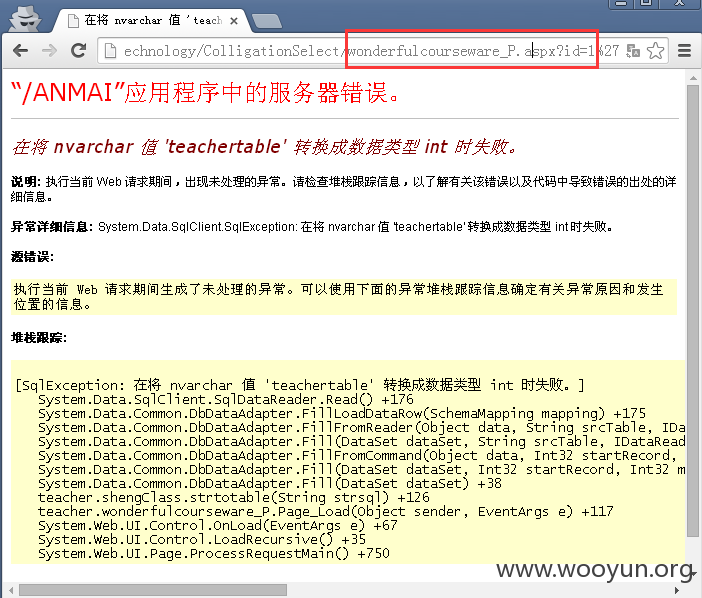 在将 nvarchar 值 'teach
echnology/ColligationSelect/wonderfulcourseware_P.aspx?id=1%27
“/ANMAI”应用程序中的服务器错误。
在将 nvarchar 值 'teachertable' 转换成数据类型 int 时失败。
说明: 执行当前 Web 请求期间，出现未处理的异常。请检查堆栈跟踪信息，以了解有关该错误以及代码中导致错误的出处的详
细信息。
异常详细信息: System.Data.SqlClient.SqlException: 在将 nvarchar 值 'teachertable' 转换成数据类型 int 时失败。
源错误:
执行当前 Web 请求期间生成了未处理的异常。可以使用下面的异常堆栈跟踪信息确定有关异常原因和发生
位置的信息。
堆栈跟踪:
[SqlException: 在将 nvarchar 值 'teachertable' 转换成数据类型 int 时失败。]
System.Data.SqlClient.SqlDataReader.Read() +176
System.Data.Common.DbDataAdapter.FillLoadDataRow(SchemaMapping mapping) +175
System.Data.Common.DbDataAdapter.FillFromReader(Object data, String srcTable, IDa
System.Data.Common.DbDataAdapter.Fill(DataSet dataSet, String srcTable, IDataRead
System.Data.Common.DbDataAdapter.FillFromCommand(Object data, Int32 startRecord,
System.Data.Common.DbDataAdapter.Fill(DataSet dataSet, Int32 startRecord, Int32 m
System.Data.Common.DbDataAdapter.Fill(DataSet dataSet) +38
teacher.shengClass.strtotable(String strsql) +126
teacher.wonderfulcourseware_P.Page_Load(Object sender, EventArgs e) +117
System.Web.UI.Control.OnLoad(EventArgs e) +67
System.Web.UI.Control.LoadRecursive() +35
System.Web.UI.Page.ProcessRequestMain() +750
www.wooyun.org